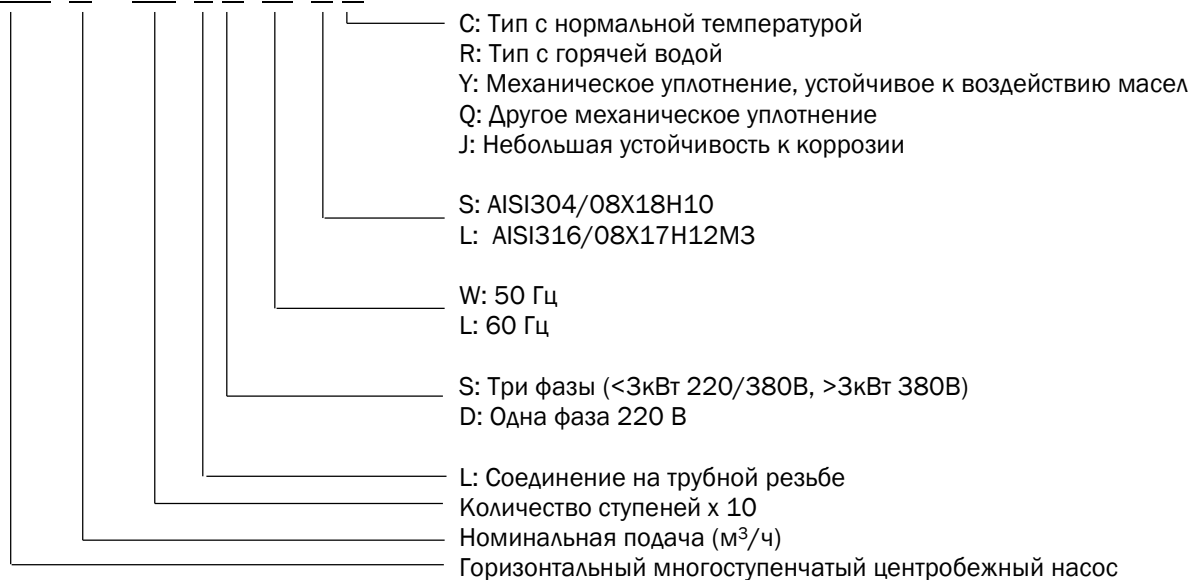 C: Тип с нормальной температурой
R: Тип с горячей водой
Y: Механическое уплотнение, устойчивое к воздействию масел
Q: Другое механическое уплотнение
J: Небольшая устойчивость к коррозии
S: AISI304/08Х18Н10
L: AISI316/08Х17Н12М3
W: 50 Гц
L: 60 Гц
S: Три фазы (<3кВт 220/380В, >3кВт 380В)
D: Одна фаза 220 В
L: Соединение на трубной резьбе
Количество ступеней x 10
Номинальная подача (м³/ч)
Горизонтальный многоступенчатый центробежный насос